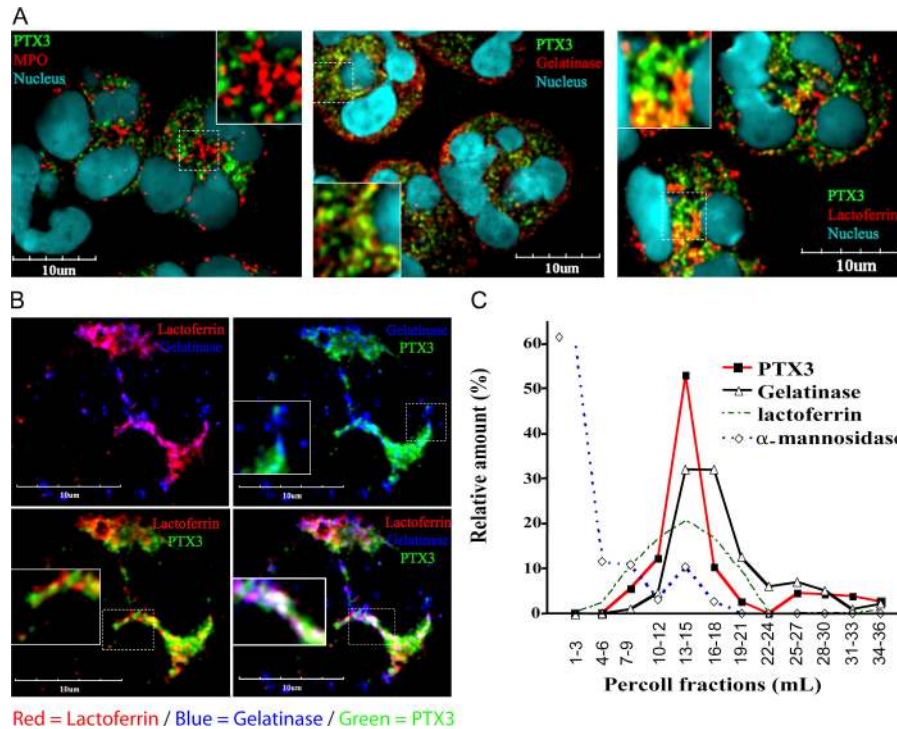 A
PTX3
MPO
Nucleus
10um
PTX3
Gelatinase
Nucleus
10um
PTX3
Lactoferrin
Nucleus
10um
B
Lactoferrin
Gelatinase
10um
Gelatinase
PTX3
10um
Lactoferrin
PTX3
10um
Lactoferrin
Gelatinase
PTX3
10um
Red = Lactoferrin / Blue = Gelatinase / Green = PTX3
C
Relative amount (%)
60
50
40
30
20
10
0
PTX3
Gelatinase
lactoferrin
α-mannosidase
1-3
4-6
7-9
10-12
13-15
16-18
19-21
22-24
25-27
28-30
31-33
34-36
Percoll fractions (mL)